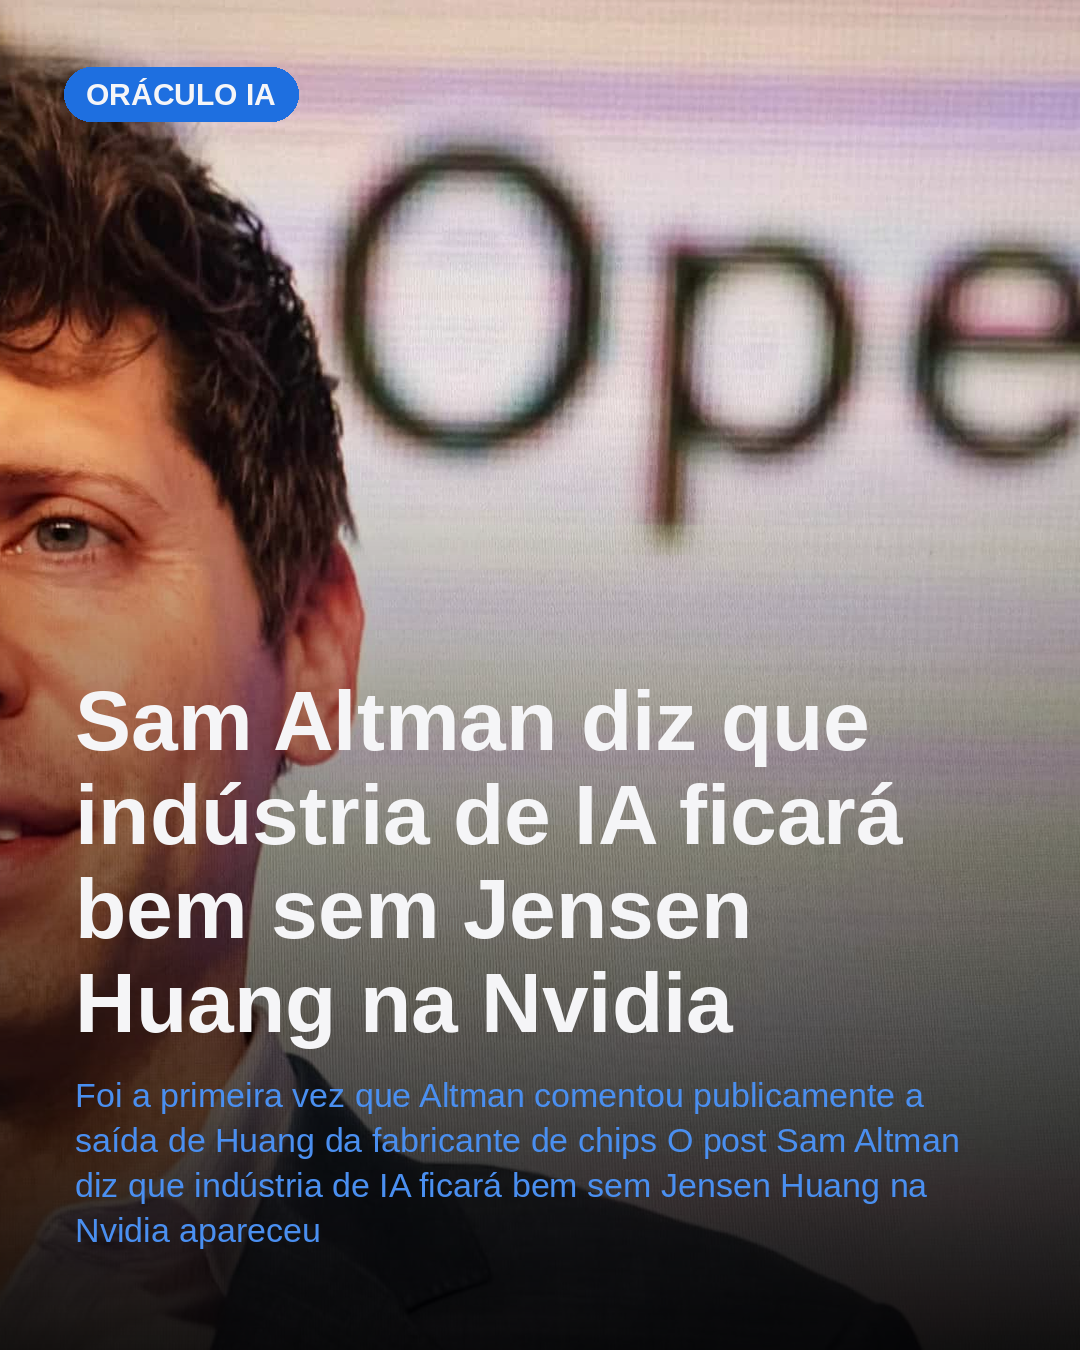 ORÁCULO IA
Ope
Sam Altman diz que
indústria de IA ficará
bem sem Jensen
Huang na Nvidia
Foi a primeira vez que Altman comentou publicamente a
saída de Huang da fabricante de chips O post Sam Altman
diz que indústria de IA ficará bem sem Jensen Huang na
Nvidia apareceu